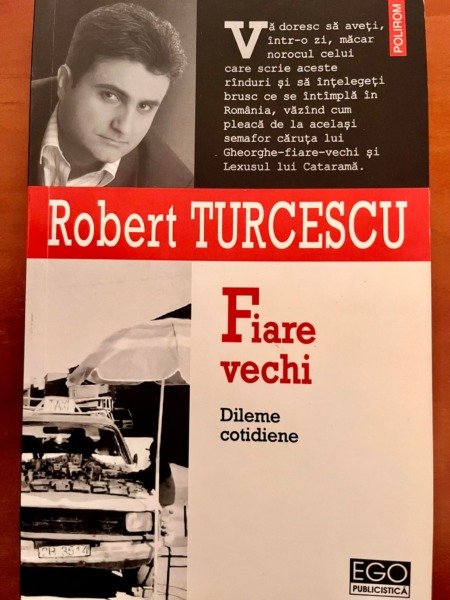 Vă doresc să aveți,
într-o zi, măcar
norocul celui
care scrie aceste
rînduri și să înțelegeți
brusc ce se întîmplă în
România, văzînd cum
pleacă de la același
semafor căruța lui
Gheorghe-fiare-vechi și
Lexusul lui Cataramă.
POLIROM
Robert TURCESCU
Fiare
vechi
Dileme
cotidiene
TAXI
EGO
PUBLICISTICĂ